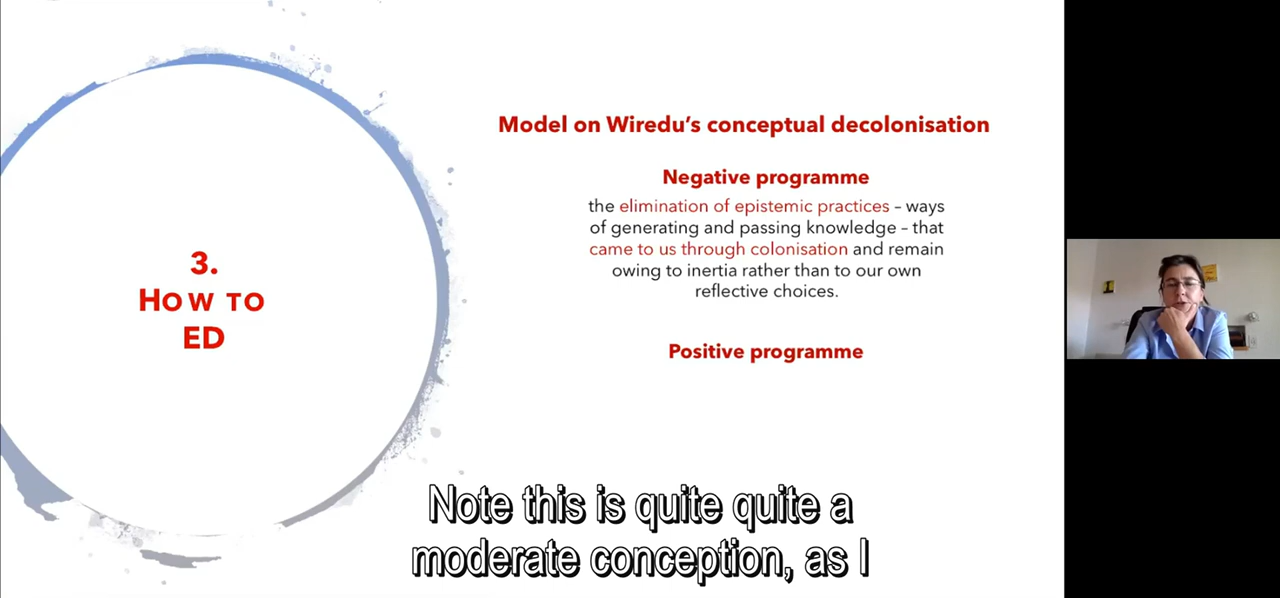 3.
HOW TO
ED
Model on Wiredu's conceptual decolonisation
Negative programme
the elimination of epistemic practices – ways
of generating and passing knowledge – that
came to us through colonisation and remain
owing to inertia rather than to our own
reflective choices.
Positive programme
Note this is quite quite a
moderate conception, as I